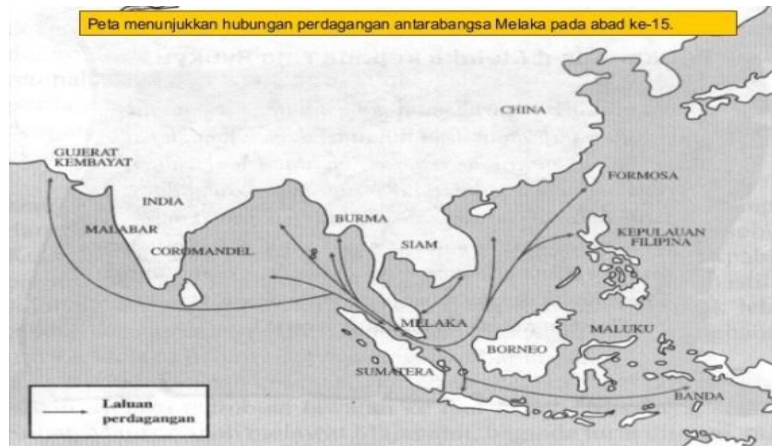 Peta menunjukkan hubungan perdagangan antarabangsa Melaka pada abad ke-15.
CHINA
GUJERAT
KEMBAYAT
INDIA
FORMOSA
BURMA
MALABAR
SIAM
KEPULAUAN
FILIPINA
COROMANDEL
MELAKA
MALUKU
BORNEO
SUMATERA
BANDA
Laluan
perdagangan